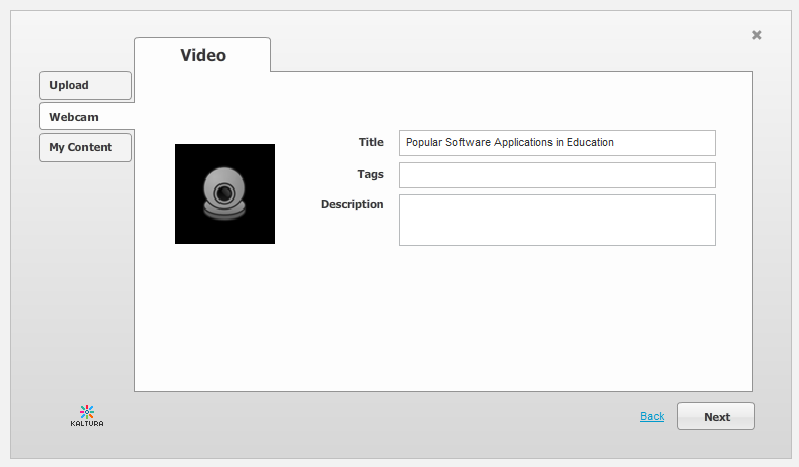 Video
Upload
Webcam
My Content
Title
Popular Software Applications in Education
Tags
Description
KALTURA
Back
Next